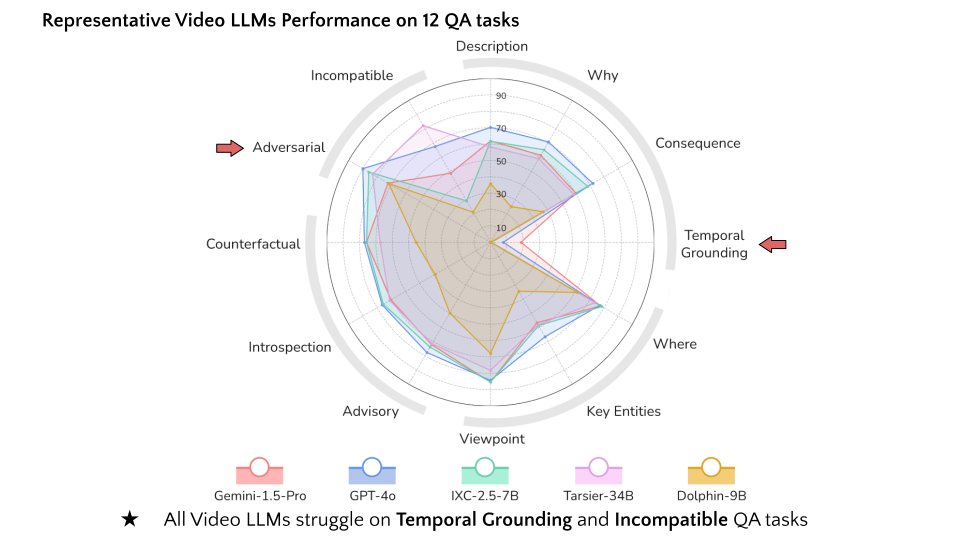 Representative Video LLMs Performance on 12 QA tasks
Description
Incompatible
Why
90
70
Adversarial
Consequence
50
30
10
Counterfactual
Temporal
Grounding
Introspection
Where
Advisory
Key Entities
Viewpoint
Gemini-1.5-Pro
GPT-4o
IXC-2.5-7B
Tarsier-34B
Dolphin-9B
★ All Video LLMs struggle on Temporal Grounding and Incompatible QA tasks